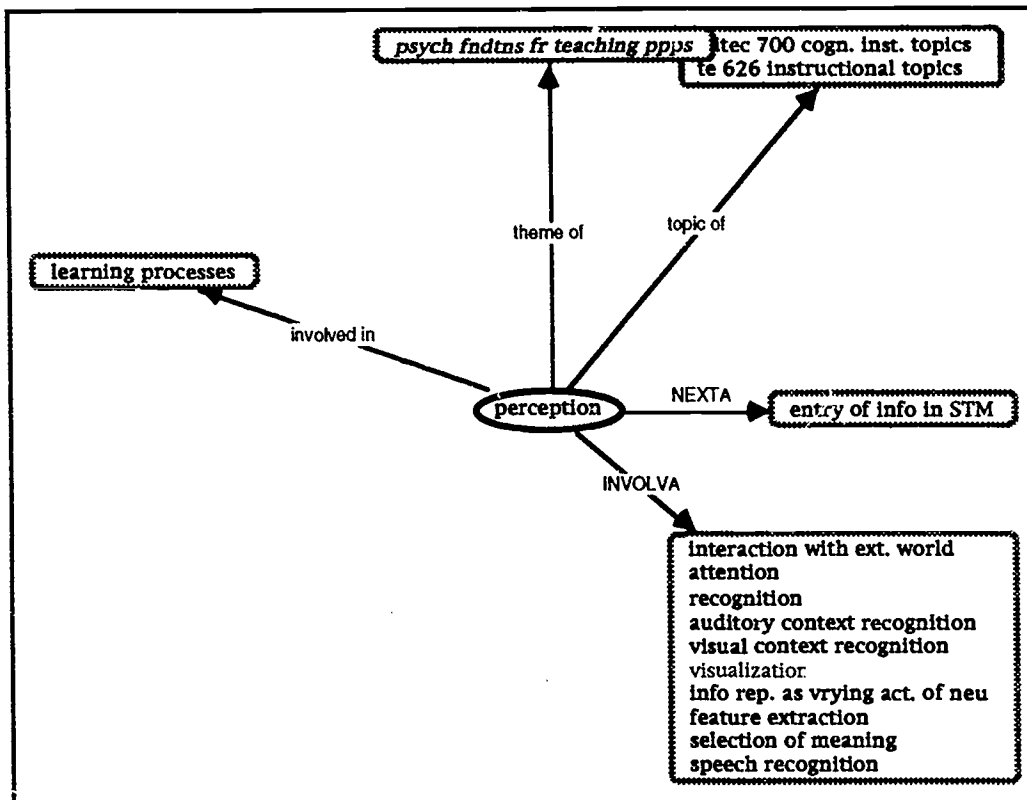 psych fndtns fr teaching ppps
itec 700 cogn. inst. topics
te 626 instructional topics
theme of
topic of
learning processes
involved in
perception
NEXTA
entry of info in STM
INVOLVA
interaction with ext. world
attention
recognition
auditory context recognition
visual context recognition
visualization
info rep. as vrying act. of neu
feature extraction
selection of meaning
speech recognition